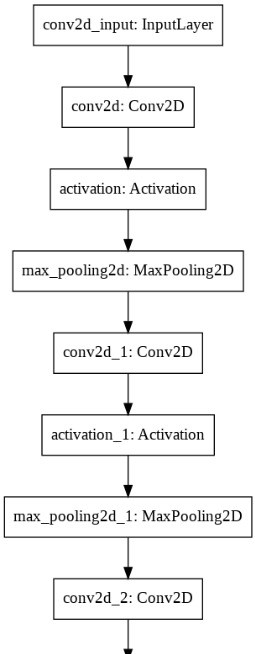 conv2d_input: InputLayer
conv2d: Conv2D
activation: Activation
max_pooling2d: MaxPooling2D
conv2d_1: Conv2D
activation_1: Activation
max_pooling2d_1: MaxPooling2D
conv2d_2: Conv2D